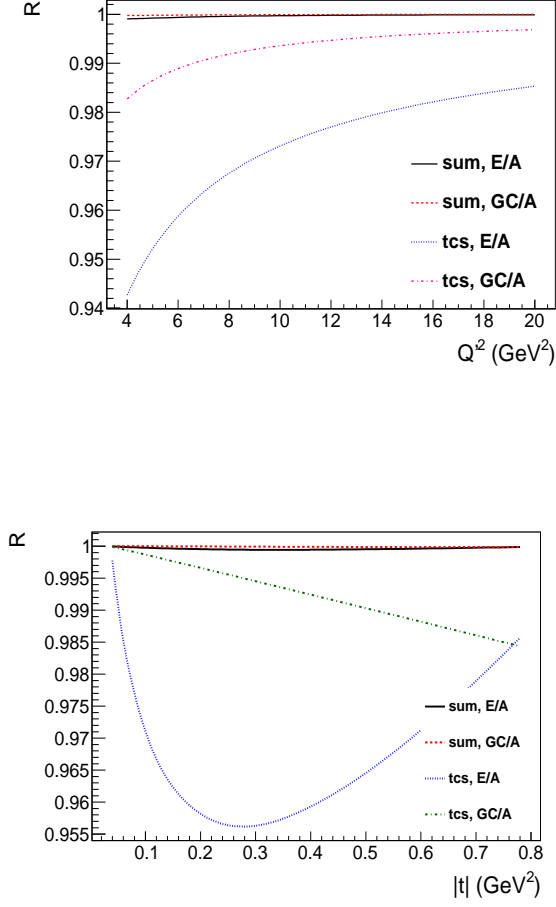 R
1
0.99
0.98
0.97
0.96
0.95
0.94
sum, E/A
sum, GC/A
tcs, E/A
tcs, GC/A
4 6 8 10 12 14 16 18 20
Q'² (GeV²)
R
1
0.995
0.99
0.985
0.98
0.975
0.97
0.965
0.96
0.955
sum, E/A
sum, GC/A
tcs, E/A
tcs, GC/A
0.1 0.2 0.3 0.4 0.5 0.6 0.7 0.8
|t| (GeV²)